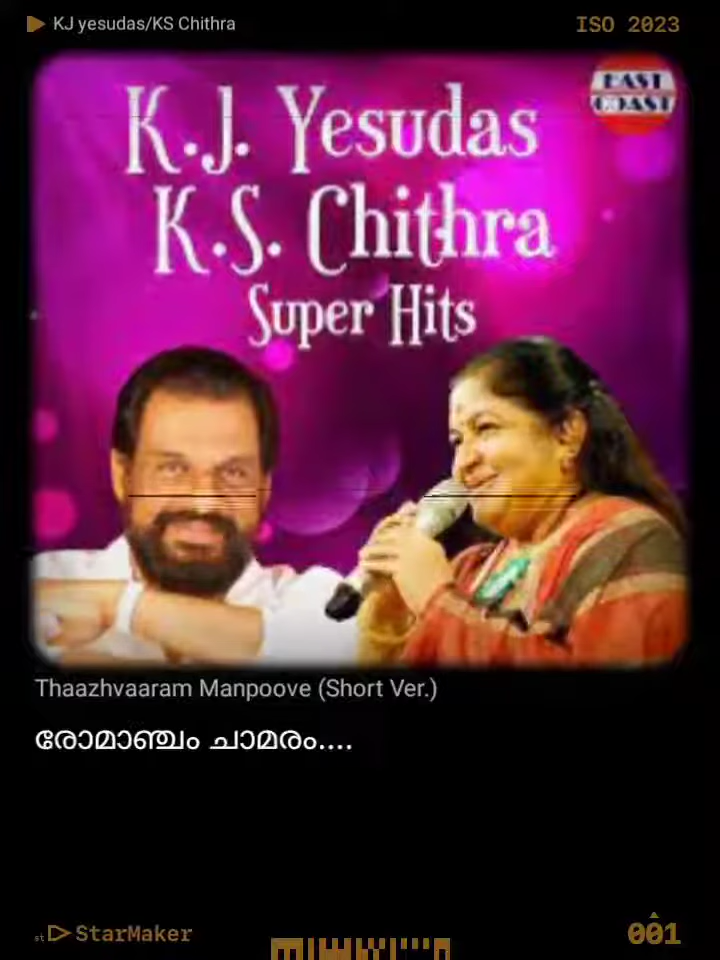 KJ yesudas/KS Chithra
ISO 2023
EAST
COAST
K.J. Yesudas
K.S. Chithra
Super Hits
Thaazhvaaram Manpoove (Short Ver.)
രോമാഞ്ചം ചാമരം....
st StarMaker
001